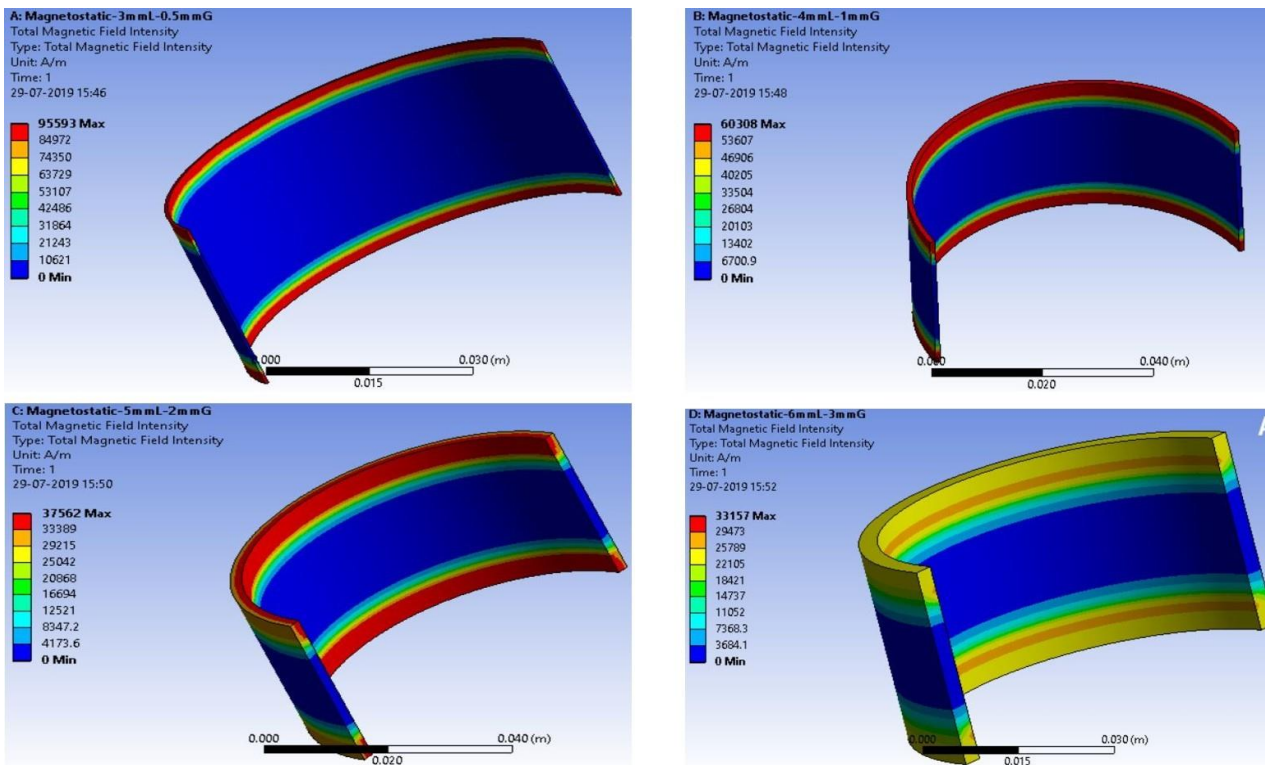 A: Magnetostatic-3mmL-0.5mmG
Total Magnetic Field Intensity
Type: Total Magnetic Field Intensity
Unit: A/m
Time: 1
29-07-2019 15:46
95593 Max
84972
74350
63729
53107
42486
31864
21243
10621
0 Min
0.000
0.030 (m)
0.015
B: Magnetostatic-4mmL-1mmG
Total Magnetic Field Intensity
Type: Total Magnetic Field Intensity
Unit: A/m
Time: 1
29-07-2019 15:48
60308 Max
53607
46906
40205
33504
26804
20103
13402
6700.9
0 Min
0.000
0.040 (m)
0.020
C: Magnetostatic-5mmL-2mmG
Total Magnetic Field Intensity
Type: Total Magnetic Field Intensity
Unit: A/m
Time: 1
29-07-2019 15:50
37562 Max
33389
29215
25042
20868
16694
12521
8347.2
4173.6
0 Min
0.000
0.040 (m)
0.020
D: Magnetostatic-6mmL-3mmG
Total Magnetic Field Intensity
Type: Total Magnetic Field Intensity
Unit: A/m
Time: 1
29-07-2019 15:52
33157 Max
29473
25789
22105
18421
14737
11052
7368.3
3684.1
0 Min
0.000
0.030 (m)
0.015